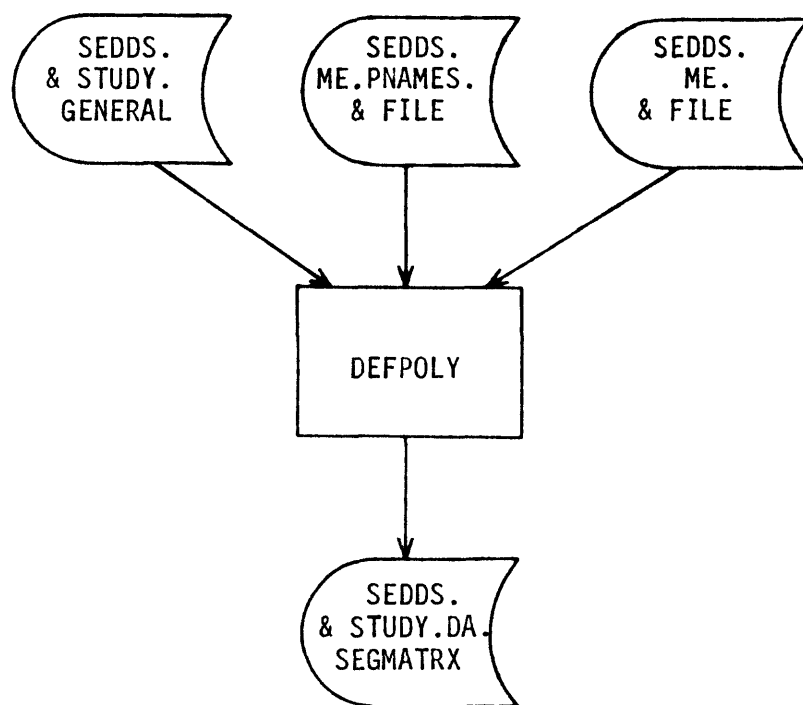 SEDDS.
& STUDY.
GENERAL
SEDDS.
ME.PNAMES.
& FILE
SEDDS.
ME.
& FILE
DEFPOLY
SEDDS.
& STUDY.DA.
SEGMATRX